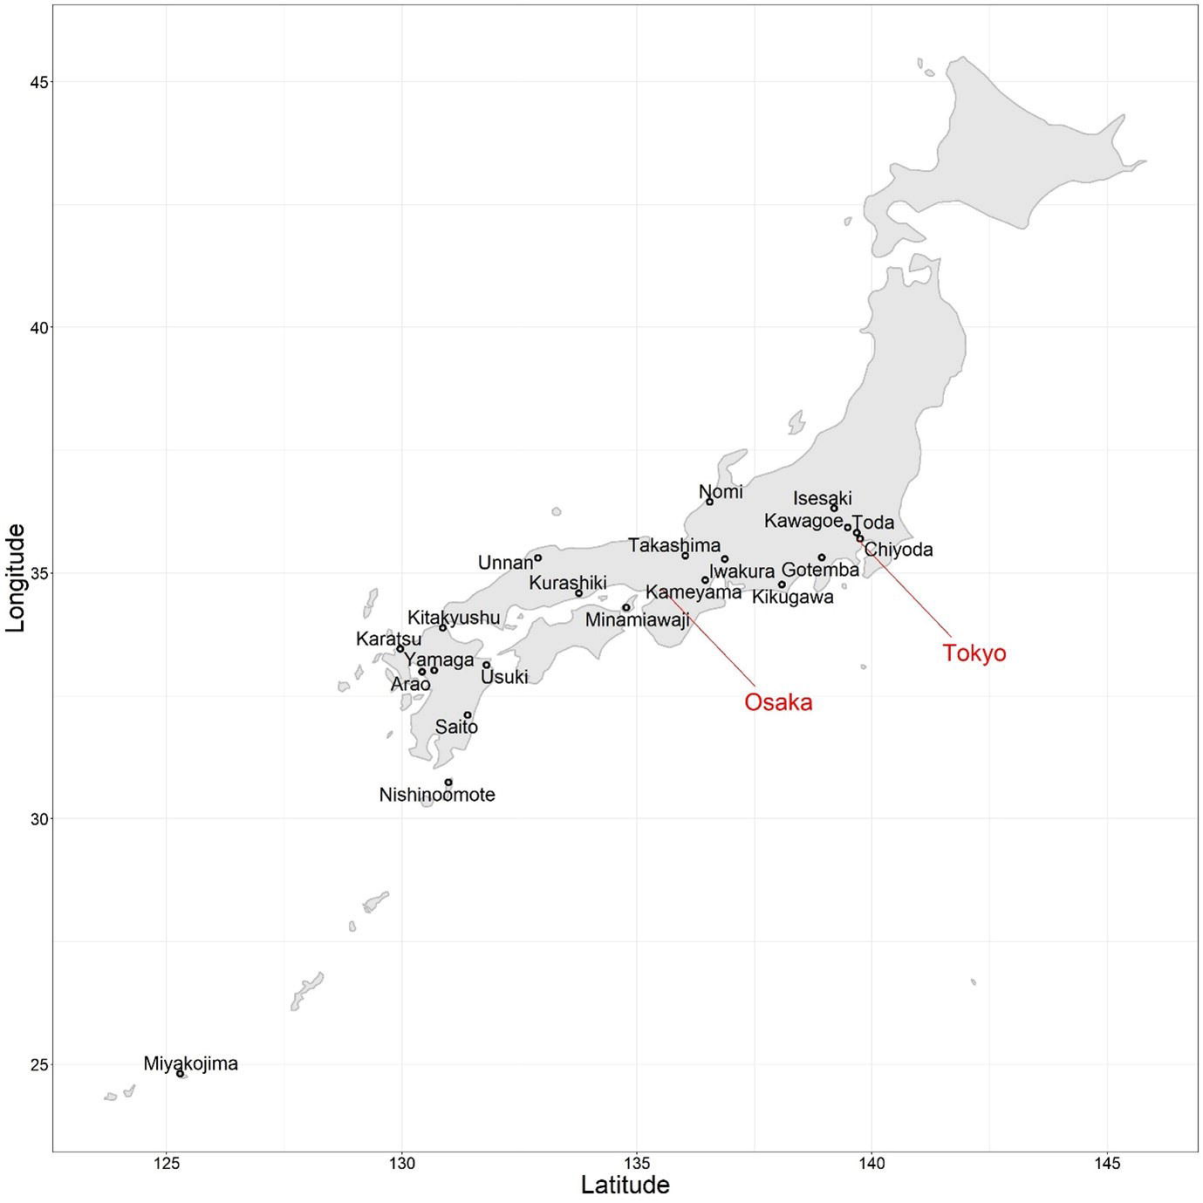 45
40
Nomi
Isesaki
Kawagoe
Toda
Takashima
Chiyoda
Unnan
Iwakura
Gotemba
35
Kurashiki
Kameyama
Kikugawa
Kitakyushu
Minamiawaji
Karatsu
Tokyo
Yamaga
Arao
Usuki
Osaka
Saito
Nishinoomote
30
Miyakojima
25
125
130
135
140
145
Latitude
Longitude